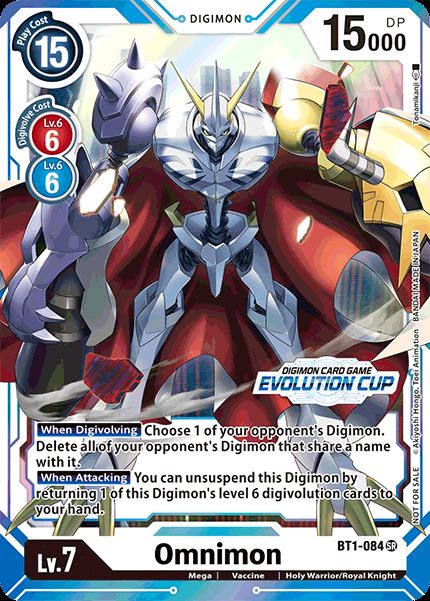 Play Cost
15
DIGIMON
15000
DP
Digivolve Cost
Lv.6
6
Lv.6
6
Tonamikanji
©Akiyoshi Hongo, Toei Animation BANDAI MADE IN JAPAN
NOT FOR SALE
DIGIMON CARD GAME
EVOLUTION CUP
When Digivolving Choose 1 of your opponent's Digimon.
Delete all of your opponent's Digimon that share a name
with it.
When Attacking You can unsuspend this Digimon by
returning 1 of this Digimon's level 6 digivolution cards to
your hand.
BT1-084 SR
Lv.7
Omnimon
Mega | Vaccine | Holy Warrior/Royal Knight